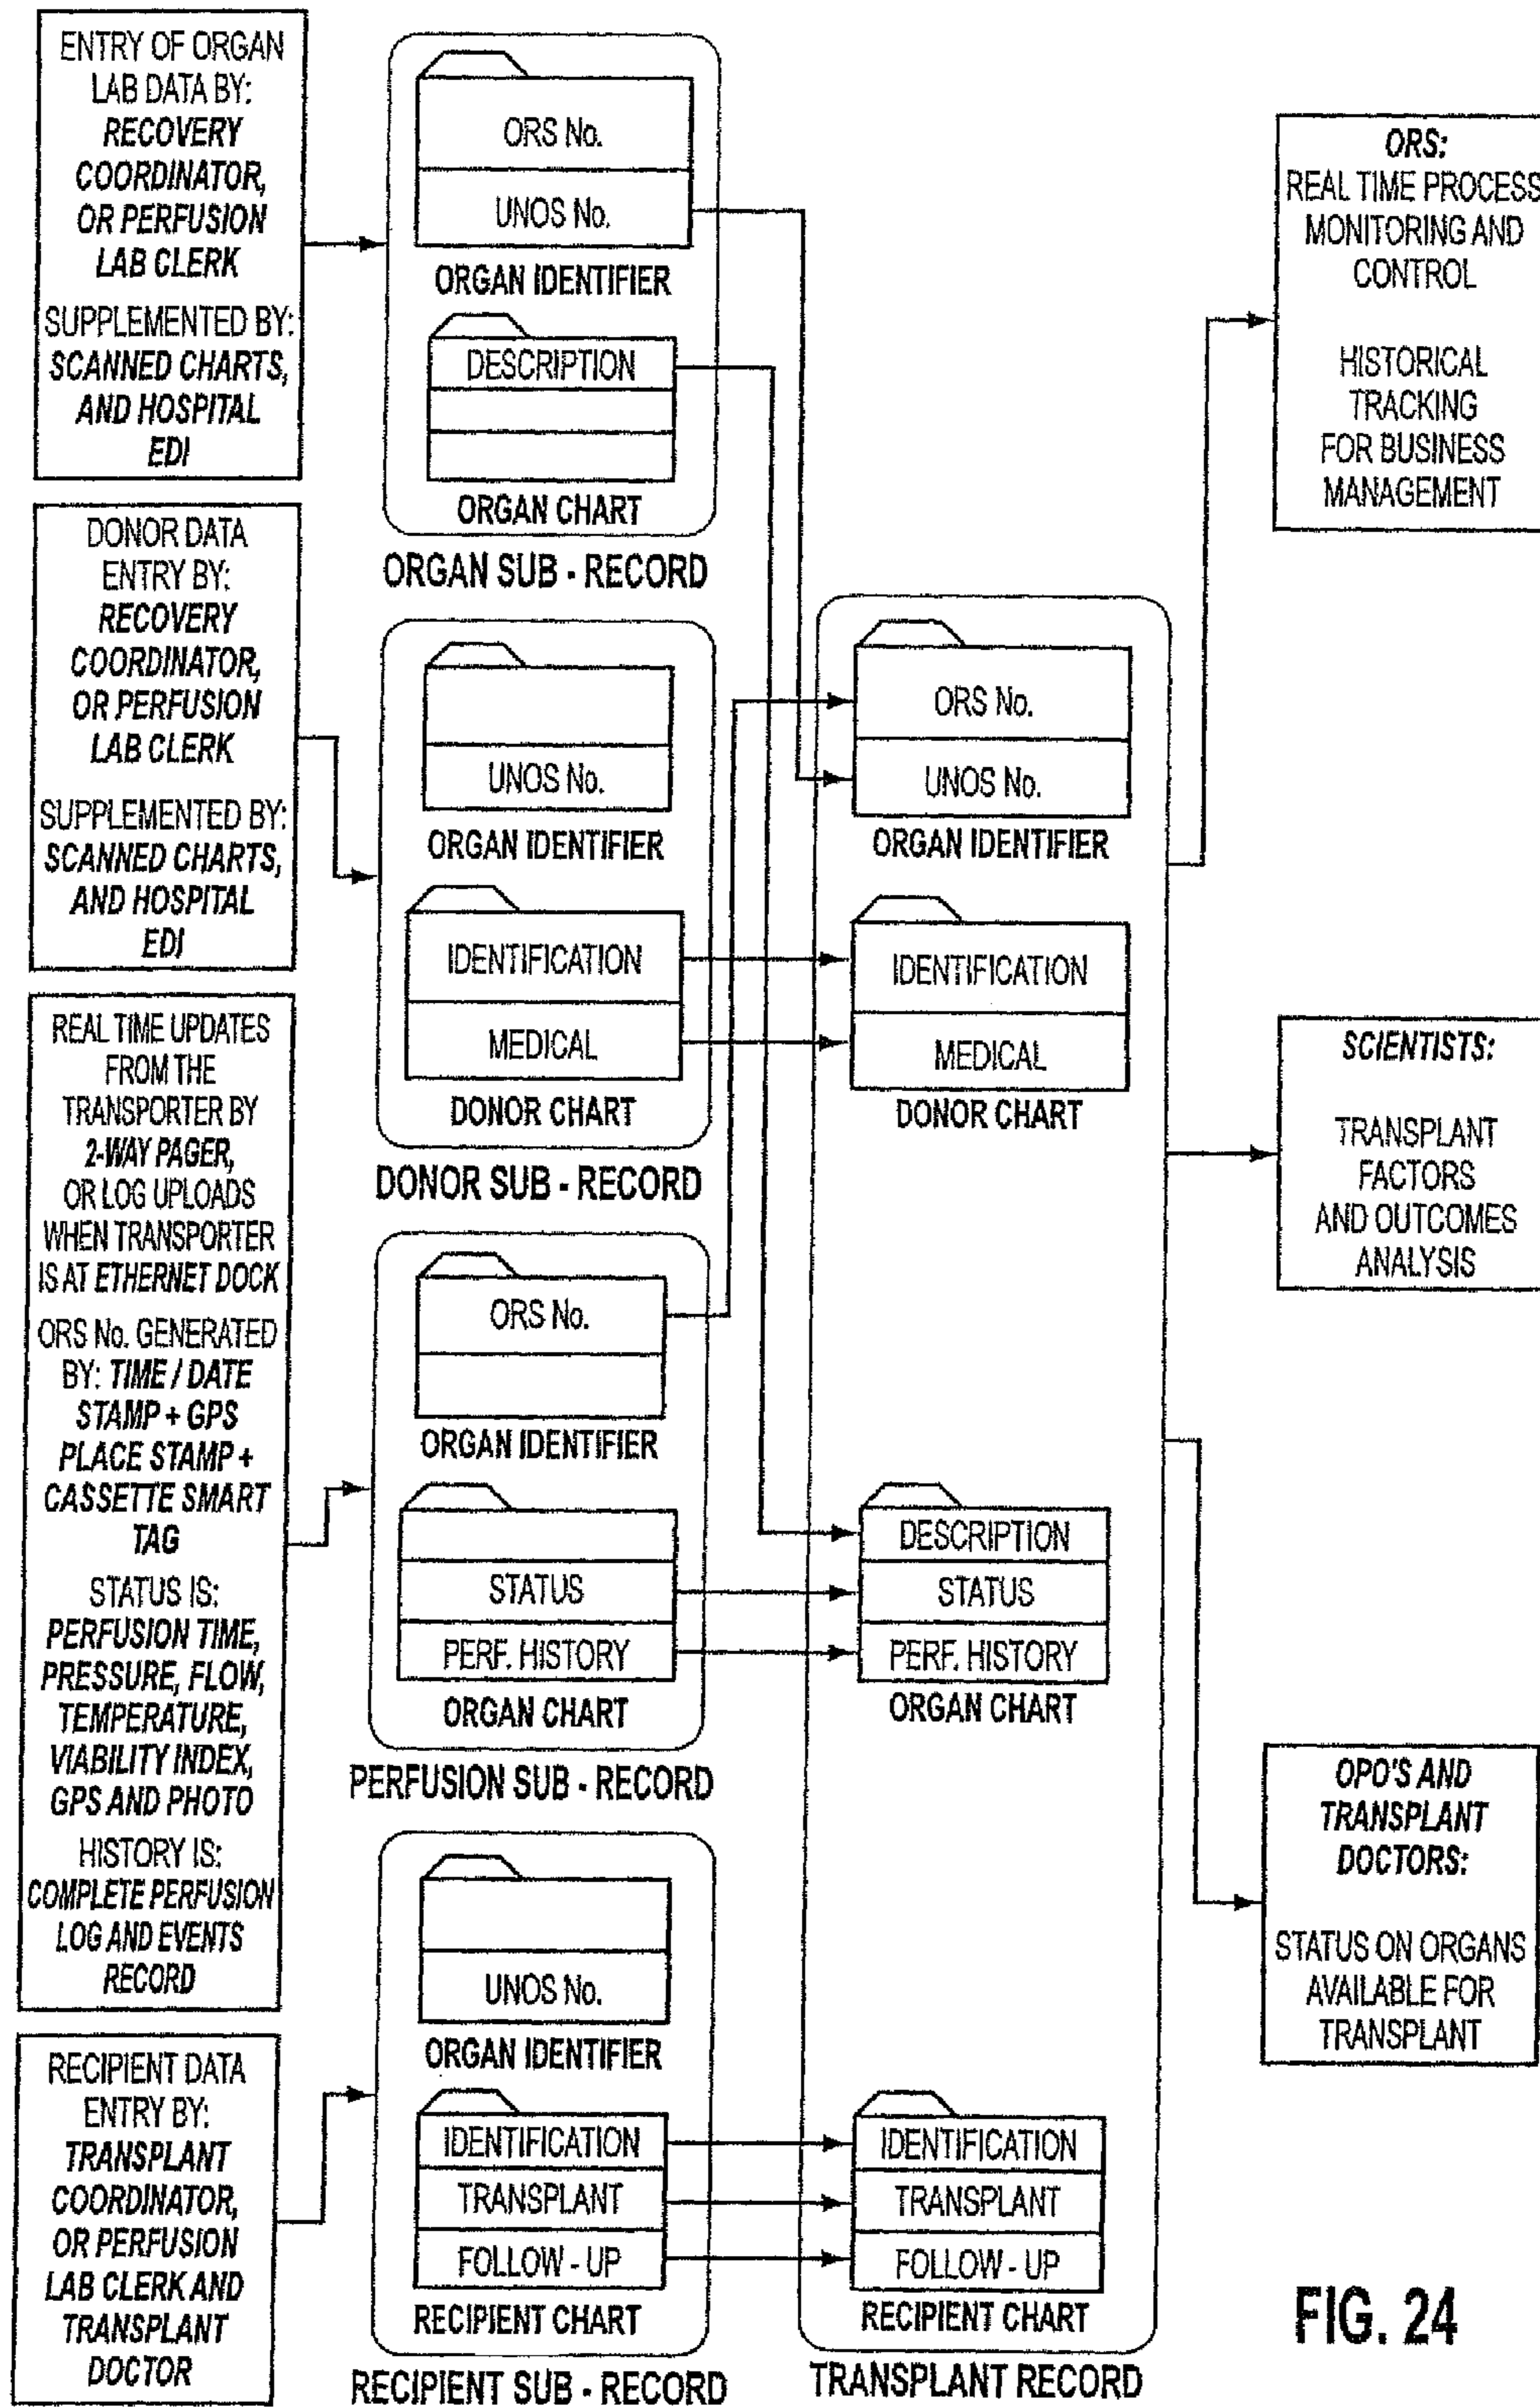 ENTRY OF ORGAN
LAB DATA BY:
RECOVERY
COORDINATOR,
OR PERFUSION
LAB CLERK
SUPPLEMENTED BY:
SCANNED CHARTS,
AND HOSPITAL
EDI
DONOR DATA
ENTRY BY:
RECOVERY
COORDINATOR,
OR PERFUSION
LAB CLERK
SUPPLEMENTED BY:
SCANNED CHARTS,
AND HOSPITAL
EDI
REAL TIME UPDATES
FROM THE
TRANSPORTER BY
2-WAY PAGER,
OR LOG UPLOADS
WHEN TRANSPORTER
IS AT ETHERNET DOCK
ORS No. GENERATED
BY: TIME / DATE
STAMP + GPS
PLACE STAMP +
CASSETTE SMART
TAG
STATUS IS:
PERFUSION TIME,
PRESSURE, FLOW,
TEMPERATURE,
VIABILITY INDEX,
GPS AND PHOTO
HISTORY IS:
COMPLETE PERFUSION
LOG AND EVENTS
RECORD
RECIPIENT DATA
ENTRY BY:
TRANSPLANT
COORDINATOR,
OR PERFUSION
LAB CLERK AND
TRANSPLANT
DOCTOR
ORS No.
UNOS No.
ORGAN IDENTIFIER
DESCRIPTION
ORGAN CHART
ORGAN SUB - RECORD
UNOS No.
ORGAN IDENTIFIER
IDENTIFICATION
MEDICAL
DONOR CHART
DONOR SUB - RECORD
ORS No.
ORGAN IDENTIFIER
STATUS
PERF. HISTORY
ORGAN CHART
PERFUSION SUB - RECORD
UNOS No.
ORGAN IDENTIFIER
IDENTIFICATION
TRANSPLANT
FOLLOW - UP
RECIPIENT CHART
RECIPIENT SUB - RECORD
ORS No.
UNOS No.
ORGAN IDENTIFIER
IDENTIFICATION
MEDICAL
DONOR CHART
DESCRIPTION
STATUS
PERF. HISTORY
ORGAN CHART
IDENTIFICATION
TRANSPLANT
FOLLOW - UP
RECIPIENT CHART
TRANSPLANT RECORD
ORS:
REAL TIME PROCESS
MONITORING AND
CONTROL
HISTORICAL
TRACKING
FOR BUSINESS
MANAGEMENT
SCIENTISTS:
TRANSPLANT
FACTORS
AND OUTCOMES
ANALYSIS
OPO'S AND
TRANSPLANT
DOCTORS:
STATUS ON ORGANS
AVAILABLE FOR
TRANSPLANT
FIG. 24